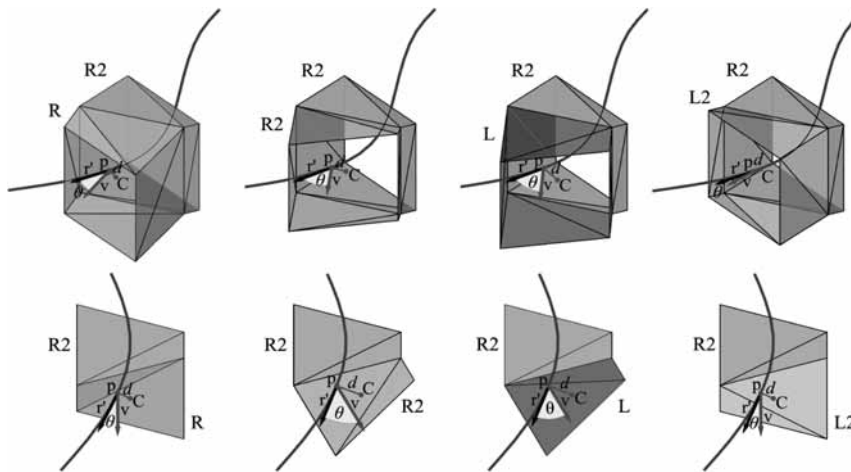 R2 R2 R2 R2
R R2 L L2
r' p d C v θ
r' p d C v θ
r' p d C v θ
r' p d v C θ
R2 R2 R2 R2
p d C r' v θ R
p d C r' v θ R2
p d C r' v θ L
p d C r' v θ L2